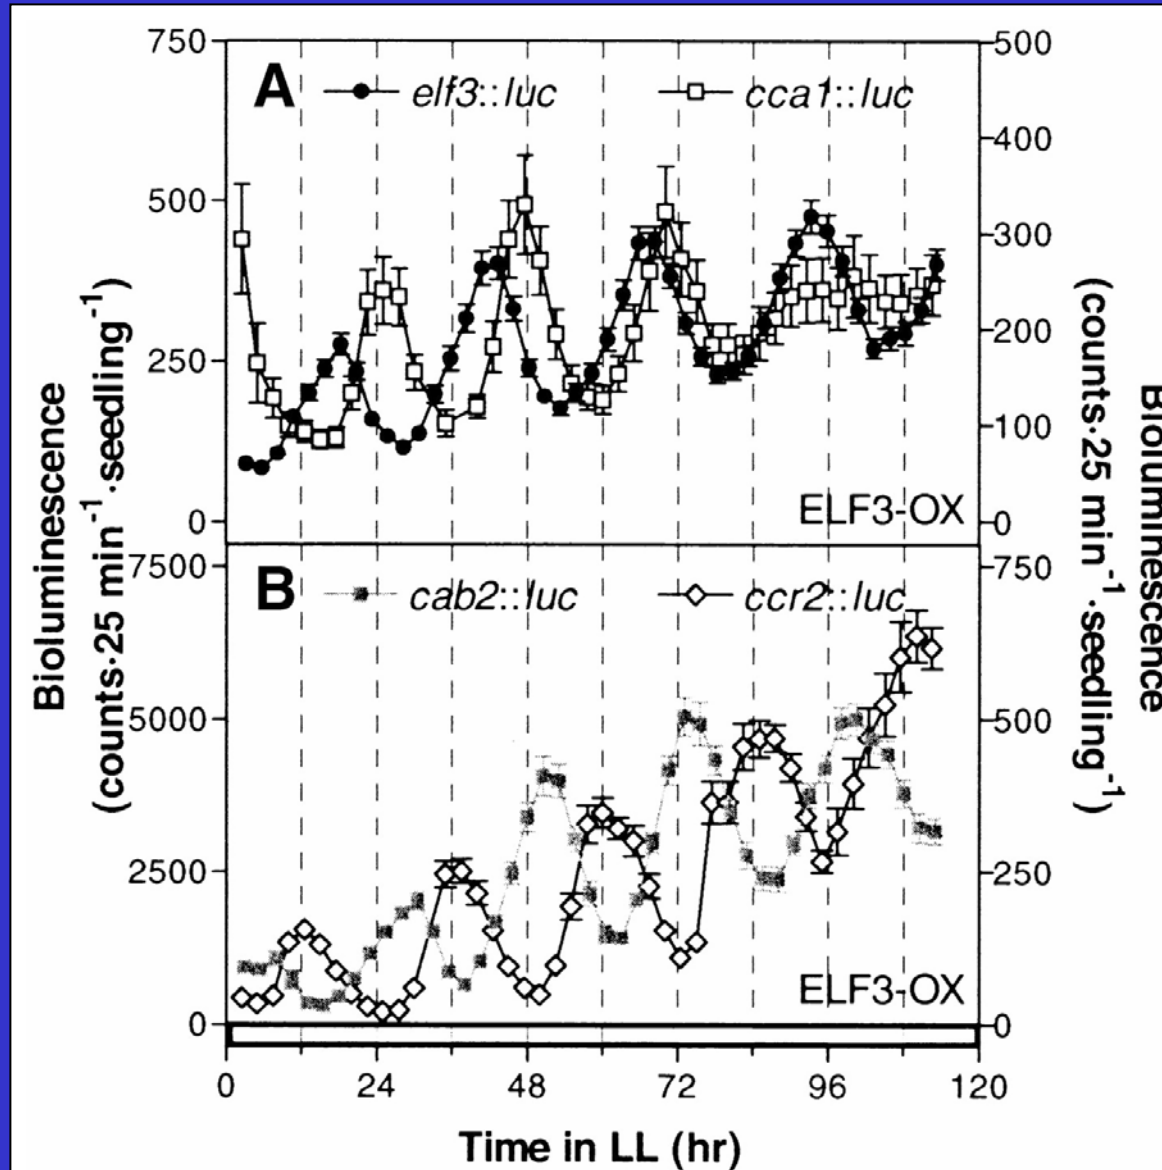 750
500
250
0
500
400
300
200
100
0
A
elf3::luc
cca1::luc
ELF3-OX
Bioluminescence
(counts·25 min⁻¹·seedling⁻¹)
(counts·25 min⁻¹·seedling⁻¹)
Bioluminescence
7500
5000
2500
0
750
500
250
0
B
cab2::luc
ccr2::luc
ELF3-OX
0 24 48 72 96 120
Time in LL (hr)